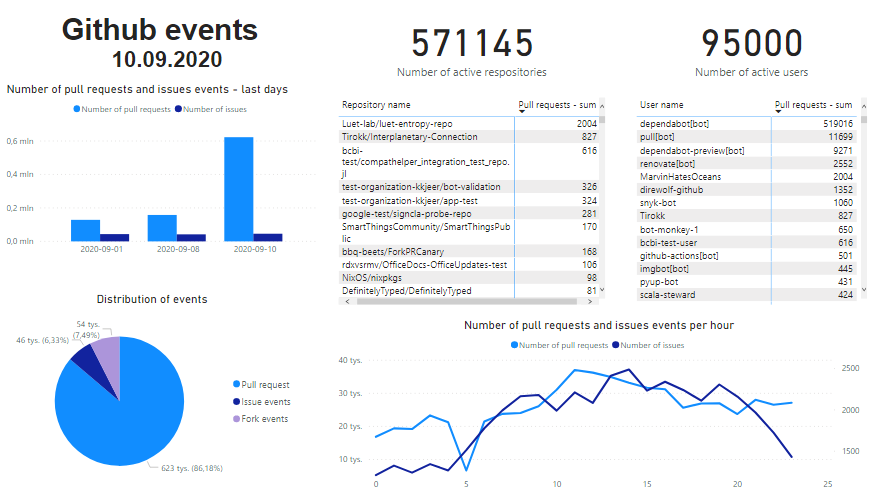 Github events
10.09.2020
571145
Number of active respositories
95000
Number of active users
Number of pull requests and issues events - last days
Number of pull requests Number of issues
0,6 mln
0,4 mln
0,2 mln
0,0 mln
2020-09-01 2020-09-08 2020-09-10
Repository name Pull requests - sum
Luet-lab/luet-entropy-repo 2004
Tirokk/Interplanetary-Connection 827
bcbi- 616
test/compathelper_integration_test_repo.
jl
test-organization-kkjeer/bot-validation 326
test-organization-kkjeer/app-test 324
google-test/signcla-probe-repo 281
SmartThingsCommunity/SmartThingsPub 170
lic
bbq-beets/ForkPRCanary 168
rdxvsrmv/OfficeDocs-OfficeUpdates-test 106
NixOS/nixpkgs 98
DefinitelyTyped/DefinitelyTyped 81
User name Pull requests - sum
dependabot[bot] 519016
pull[bot] 11699
dependabot-preview[bot] 9271
renovate[bot] 2552
MarvinHatesOceans 2004
direwolf-github 1352
snyk-bot 1060
Tirokk 827
bot-monkey-1 650
bcbi-test-user 616
github-actions[bot] 501
imgbot[bot] 445
pyup-bot 431
scala-steward 424
Distribution of events
54 tys.
(7,49%)
46 tys. (6,33%)
623 tys. (86,18%)
Pull request
Issue events
Fork events
Number of pull requests and issues events per hour
Number of pull requests Number of issues
40 tys.
30 tys.
20 tys.
10 tys.
2500
2000
1500
0 5 10 15 20 25